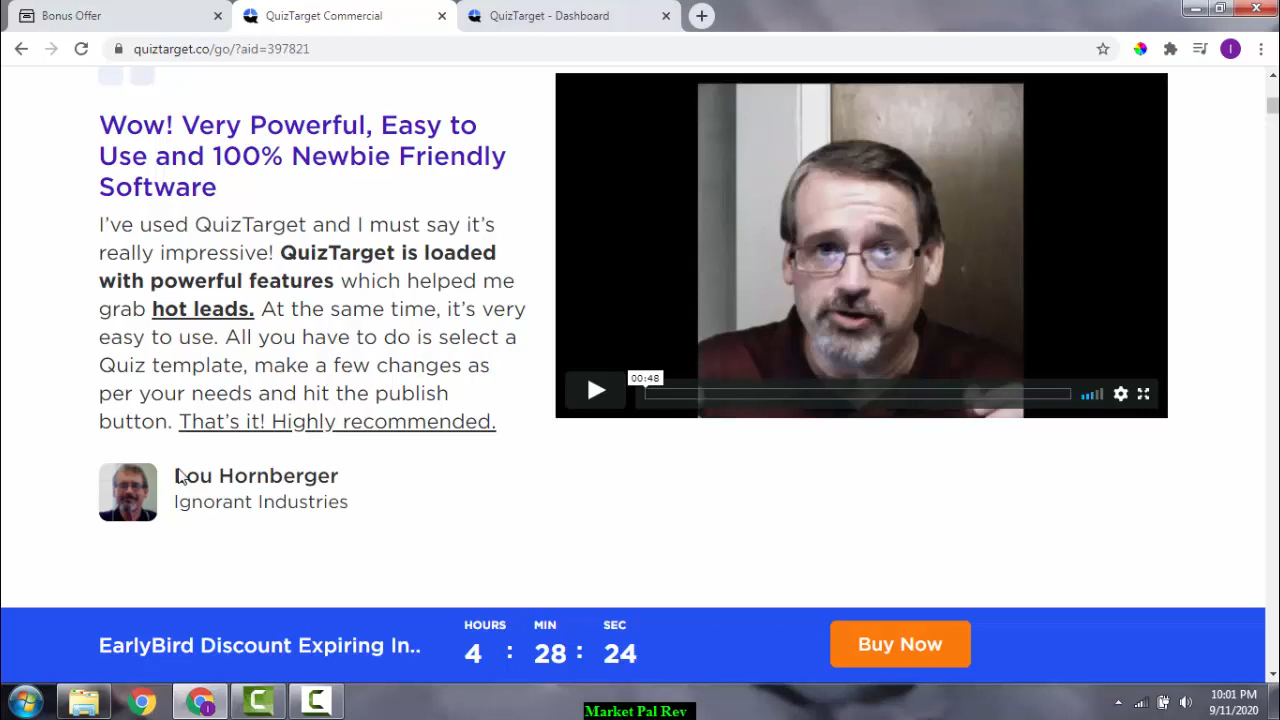 Bonus Offer
QuizTarget Commercial
QuizTarget - Dashboard
quiztarget.co/go/?aid=397821
I
Wow! Very Powerful, Easy to
Use and 100% Newbie Friendly
Software
I've used QuizTarget and I must say it's
really impressive! QuizTarget is loaded
with powerful features which helped me
grab hot leads. At the same time, it's very
easy to use. All you have to do is select a
Quiz template, make a few changes as
per your needs and hit the publish
button. That's it! Highly recommended.
Lou Hornberger
Ignorant Industries
00:48
EarlyBird Discount Expiring In..
HOURS MIN SEC
4 : 28 : 24
Buy Now
10:01 PM
9/11/2020
Market Pal Rev